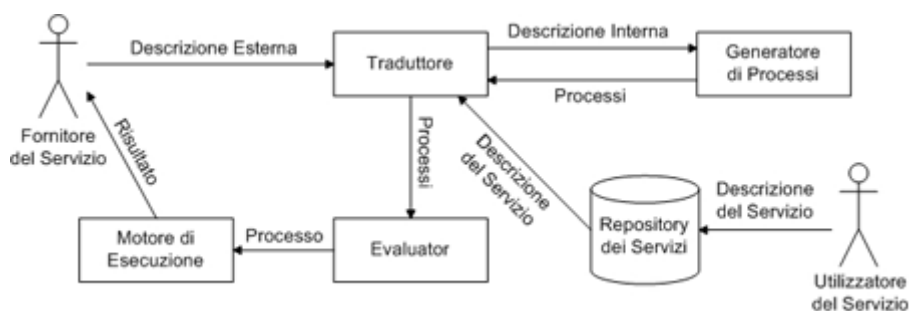 Descrizione Esterna
Descrizione Interna
Traduttore
Generatore
di Processi
Processi
Fornitore
del Servizio
Risultato
Processi
Descrizione
del Servizio
Descrizione
del Servizio
Motore di
Esecuzione
Processo
Evaluator
Repository
dei Servizi
Utilizzatore
del Servizio